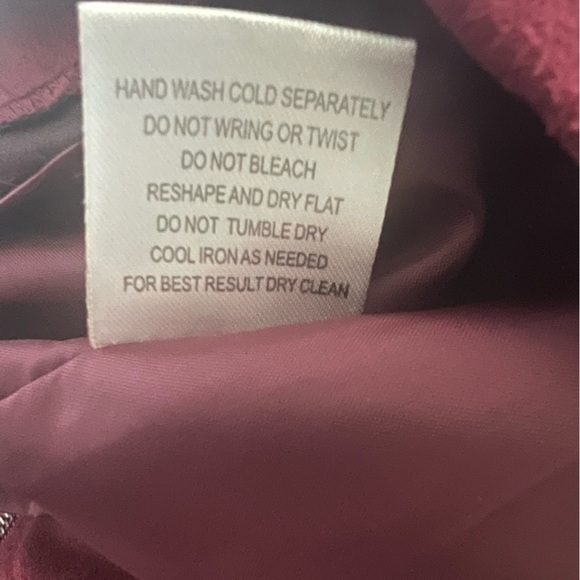 HAND WASH COLD SEPARATELY
DO NOT WRING OR TWIST
DO NOT BLEACH
RESHAPE AND DRY FLAT
DO NOT TUMBLE DRY
COOL IRON AS NEEDED
FOR BEST RESULT DRY CLEAN